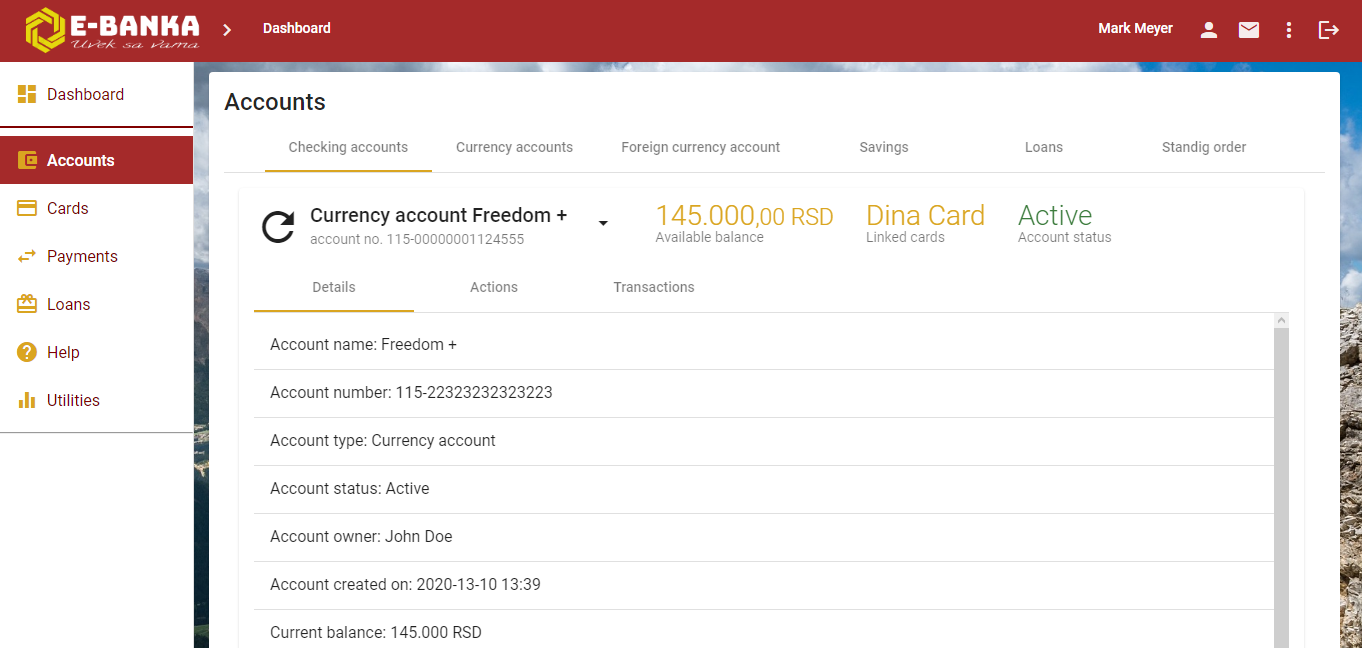 E-BANKA
Uvek sa vama
Dashboard
Mark Meyer
Dashboard
Accounts
Cards
Payments
Loans
Help
Utilities
Accounts
Checking accounts Currency accounts Foreign currency account Savings Loans Standig order
Currency account Freedom +
account no. 115-00000001124555
145.000,00 RSD
Available balance
Dina Card
Linked cards
Active
Account status
Details Actions Transactions
Account name: Freedom +
Account number: 115-22323232323223
Account type: Currency account
Account status: Active
Account owner: John Doe
Account created on: 2020-13-10 13:39
Current balance: 145.000 RSD